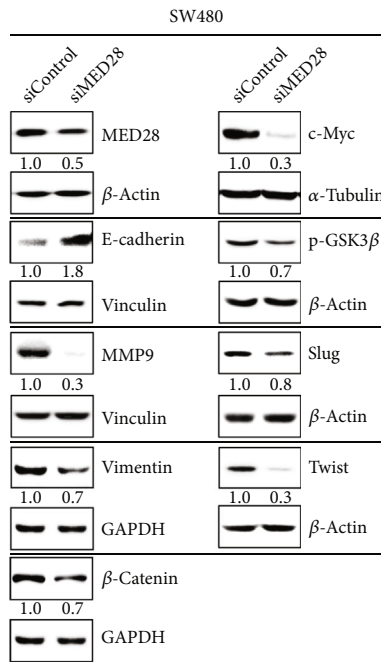 SW480
siControl siMED28
MED28
1.0 0.5
β-Actin
E-cadherin
1.0 1.8
Vinculin
MMP9
1.0 0.3
Vinculin
Vimentin
1.0 0.7
GAPDH
β-Catenin
1.0 0.7
GAPDH
siControl siMED28
c-Myc
1.0 0.3
α-Tubulin
p-GSK3β
1.0 0.7
β-Actin
Slug
1.0 0.8
β-Actin
Twist
1.0 0.3
β-Actin